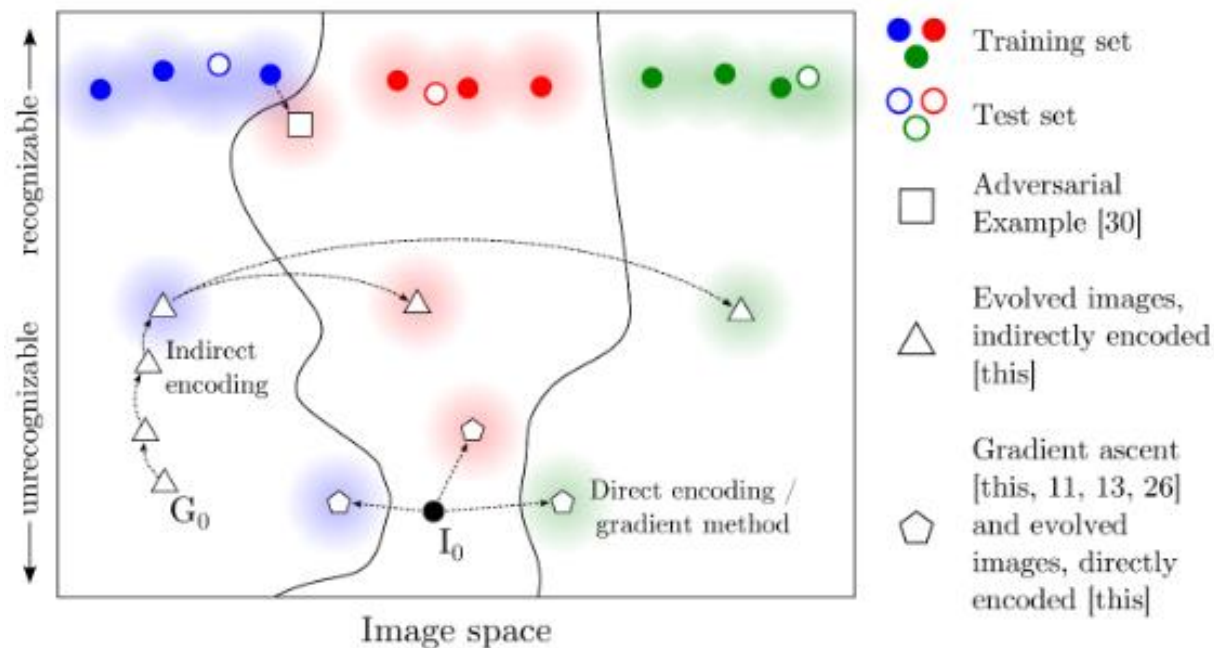 recognizable
unrecognizable
Indirect
encoding
G0
I0
Direct encoding /
gradient method
Image space
Training set
Test set
Adversarial
Example [30]
Evolved images,
indirectly encoded
[this]
Gradient ascent
[this, 11, 13, 26]
and evolved
images, directly
encoded [this]